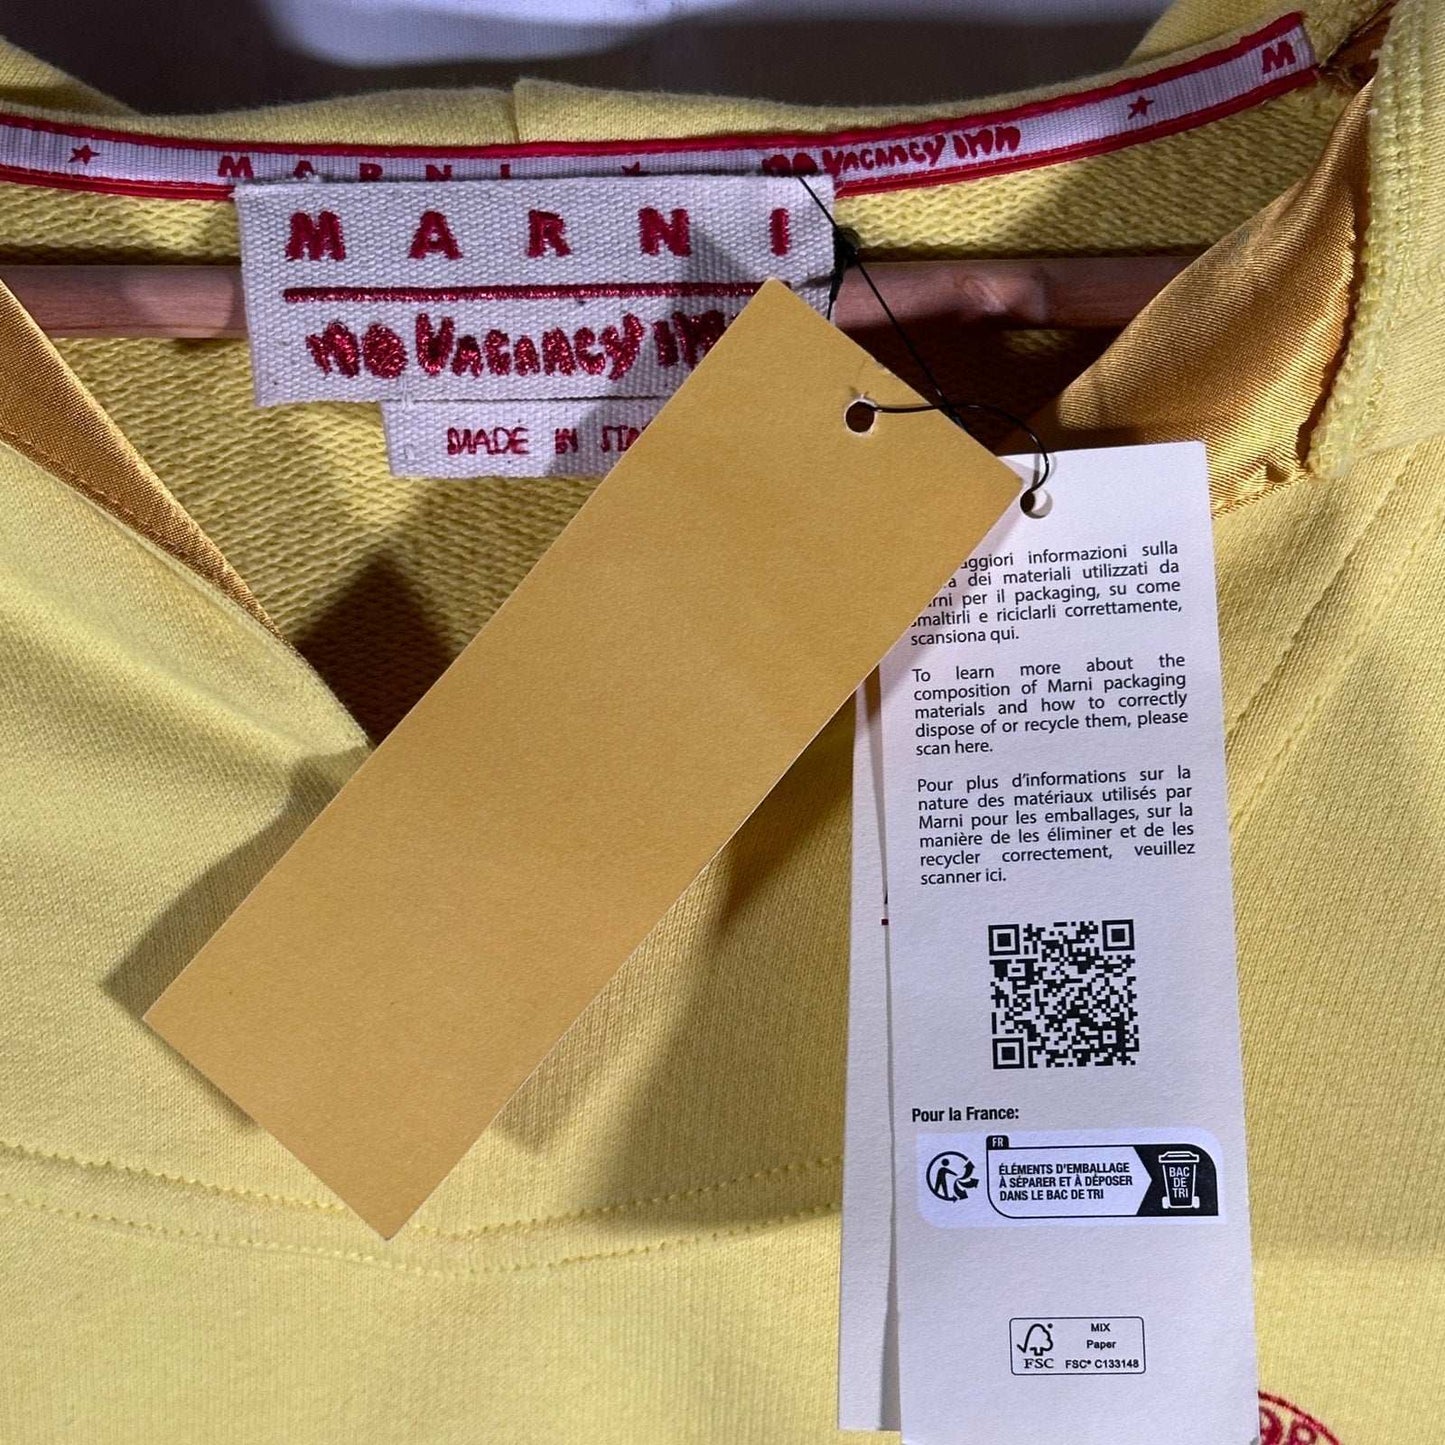 M
MARNI
NO VACANCY INN
MARNI
NO VACANCY INN
MADE IN
informazioni sulla
dei materiali utilizzati da
per il packaging, su come
smaltirli e riciclarli correttamente,
scansiona qui.
To learn more about the
composition of Marni packaging
materials and how to correctly
dispose of or recycle them, please
scan here.
Pour plus d'informations sur la
nature des matériaux utilisés par
Marni pour les emballages, sur la
manière de les éliminer et de les
recycler correctement, veuillez
scanner ici.
Pour la France:
FR
ÉLÉMENTS D'EMBALLAGE
À SÉPARER ET À DÉPOSER
DANS LE BAC DE TRI
BAC
DE
TRI
MIX
Paper
FSC
FSC® C133148